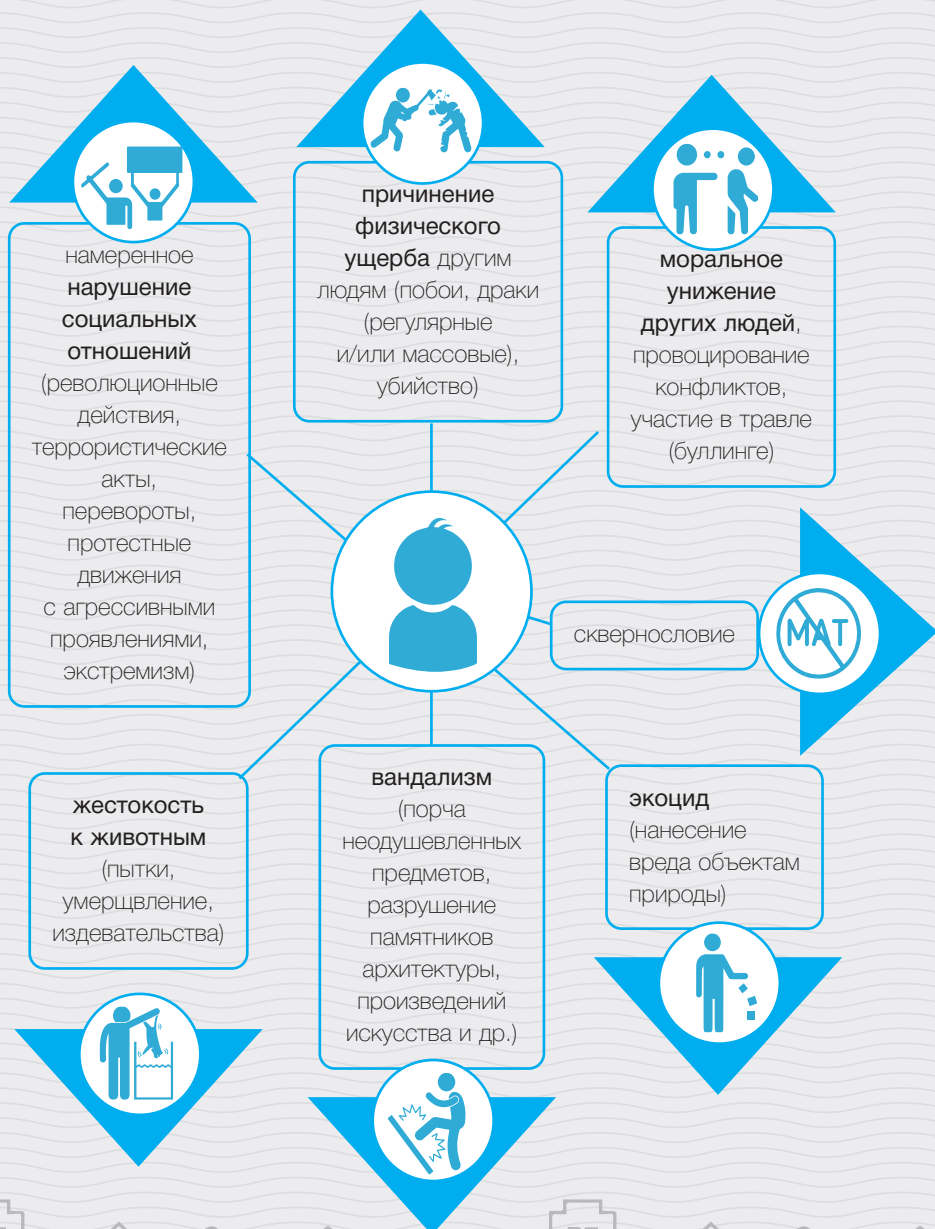 намеренное
нарушение
социальных
отношений
(революционные
действия,
террористические
акты,
перевороты,
протестные
движения
с агрессивными
проявлениями,
экстремизм)
причинение
физического
ущерба другим
людям (побои, драки
(регулярные
и/или массовые),
убийство)
моральное
унижение
других людей,
провоцирование
конфликтов,
участие в травле
(буллинге)
сквернословие
МАТ
жестокость
к животным
(пытки,
умерщвление,
издевательства)
вандализм
(порча
неодушевленных
предметов,
разрушение
памятников
архитектуры,
произведений
искусства и др.)
экоцид
(нанесение
вреда объектам
природы)